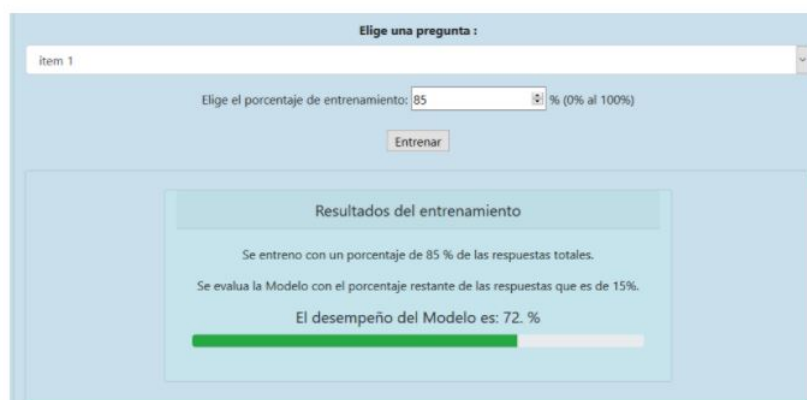 Elige una pregunta :
item 1
Elige el porcentaje de entrenamiento: 85 % (0% al 100%)
Entrenar
Resultados del entrenamiento
Se entreno con un porcentaje de 85 % de las respuestas totales.
Se evalua la Modelo con el porcentaje restante de las respuestas que es de 15%.
El desempeño del Modelo es: 72. %